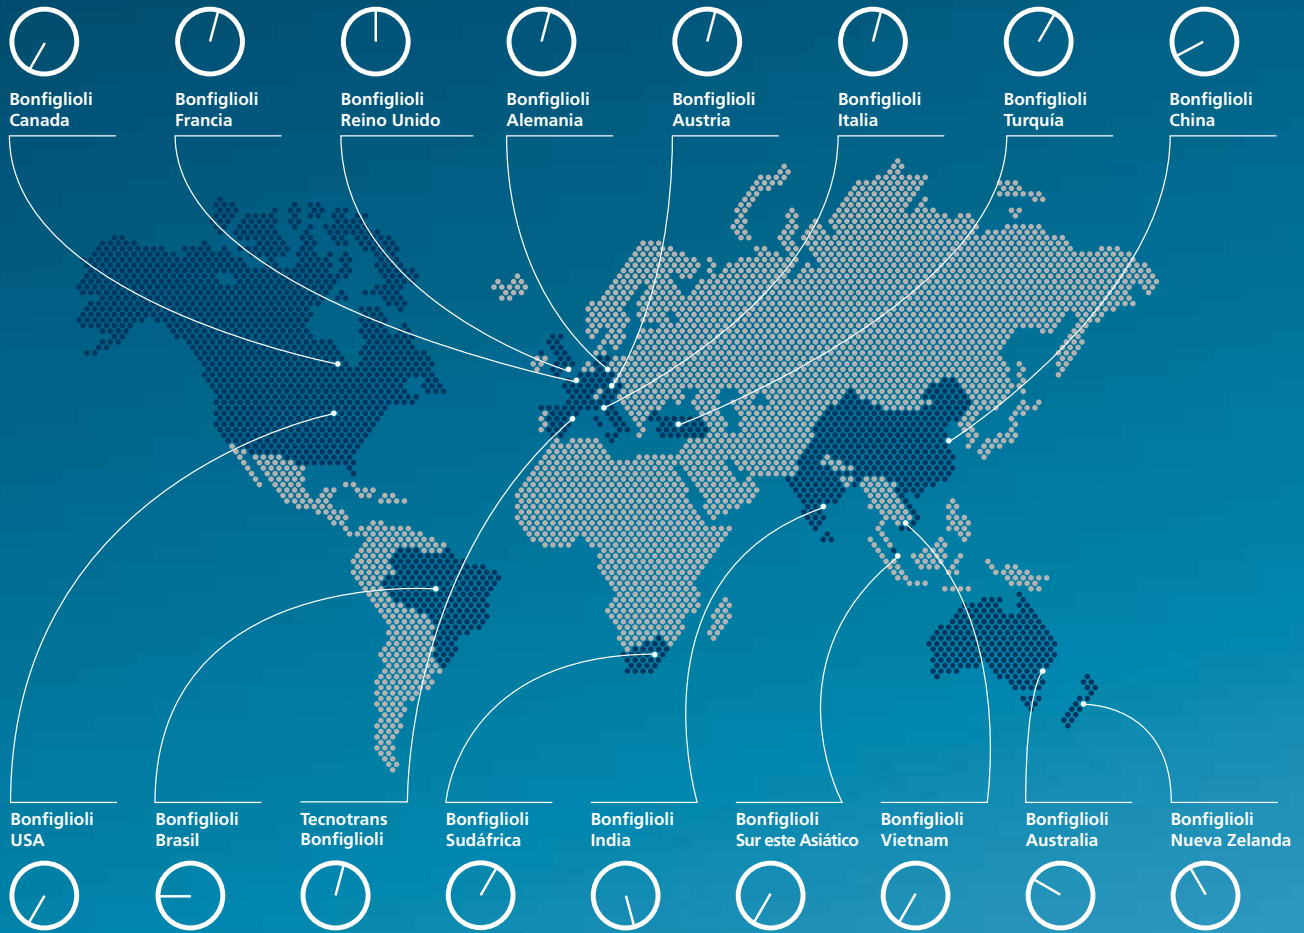 Bonfiglioli
Canada
Bonfiglioli
Francia
Bonfiglioli
Reino Unido
Bonfiglioli
Alemania
Bonfiglioli
Austria
Bonfiglioli
Italia
Bonfiglioli
Turquía
Bonfiglioli
China
Bonfiglioli
USA
Bonfiglioli
Brasil
Tecnotrans
Bonfiglioli
Bonfiglioli
Sudáfrica
Bonfiglioli
India
Bonfiglioli
Sur este Asiático
Bonfiglioli
Vietnam
Bonfiglioli
Australia
Bonfiglioli
Nueva Zelanda